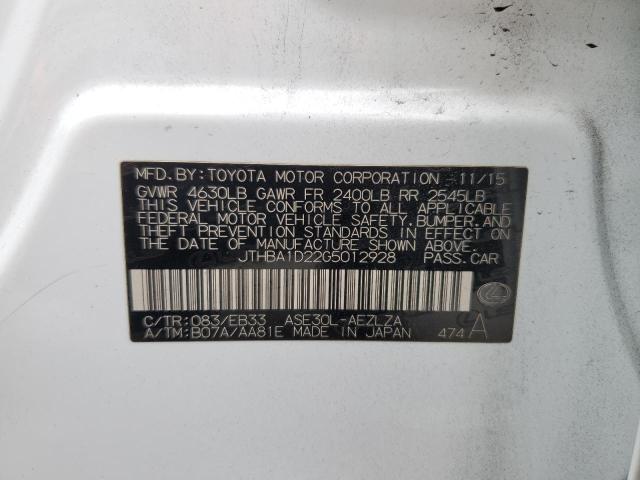 MFD.BY:TOYOTA MOTOR CORPORATION 11/15
GVWR 4630LB GAWR FR 2400LB RR 2545LB
THIS VEHICLE CONFORMS TO ALL APPLICABLE
FEDERAL MOTOR VEHICLE SAFETY, BUMPER, AND
THEFT PREVENTION STANDARDS IN EFFECT ON
THE DATE OF MANUFACTURE SHOWN ABOVE.
JTHBA1D22G5012928 PASS.CAR
C/TR:083/EB33 ASE30L-AEZLZA
A/TM:B07A/AA81E MADE IN JAPAN 474 A